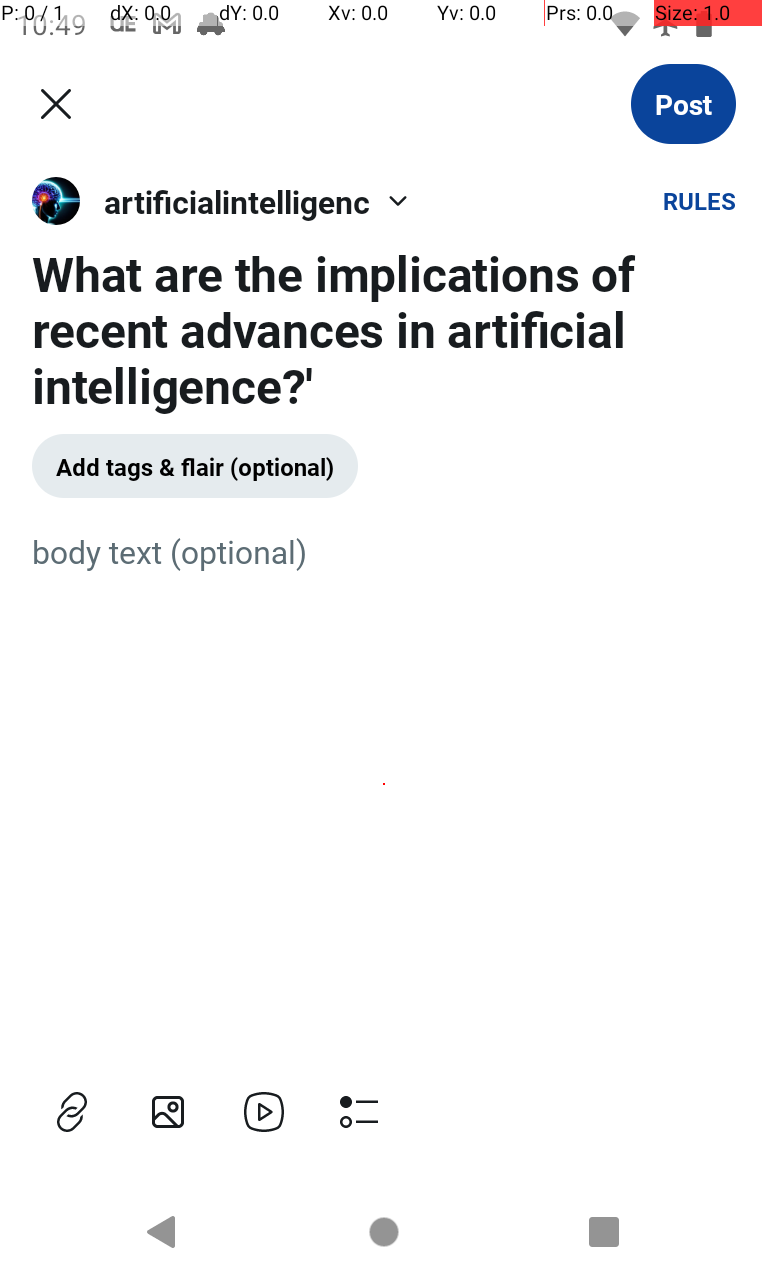 P: 0 / 1 dX: 0.0 dY: 0.0 Xv: 0.0 Yv: 0.0 Prs: 0.0 Size: 1.0
10:49
Post
artificialintelligenc RULES
What are the implications of
recent advances in artificial
intelligence?'
Add tags & flair (optional)
body text (optional)